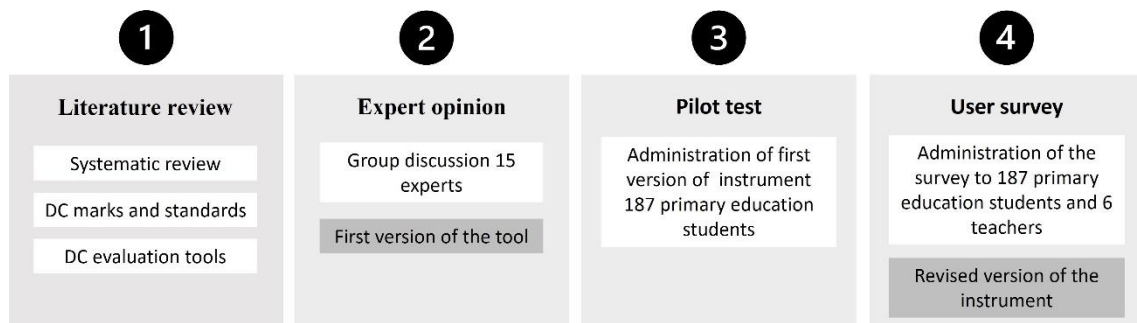 1
Literature review
Systematic review
DC marks and standards
DC evaluation tools
2
Expert opinion
Group discussion 15
experts
First version of the tool
3
Pilot test
Administration of first
version of instrument
187 primary education
students
4
User survey
Administration of the
survey to 187 primary
education students and 6
teachers
Revised version of the
instrument